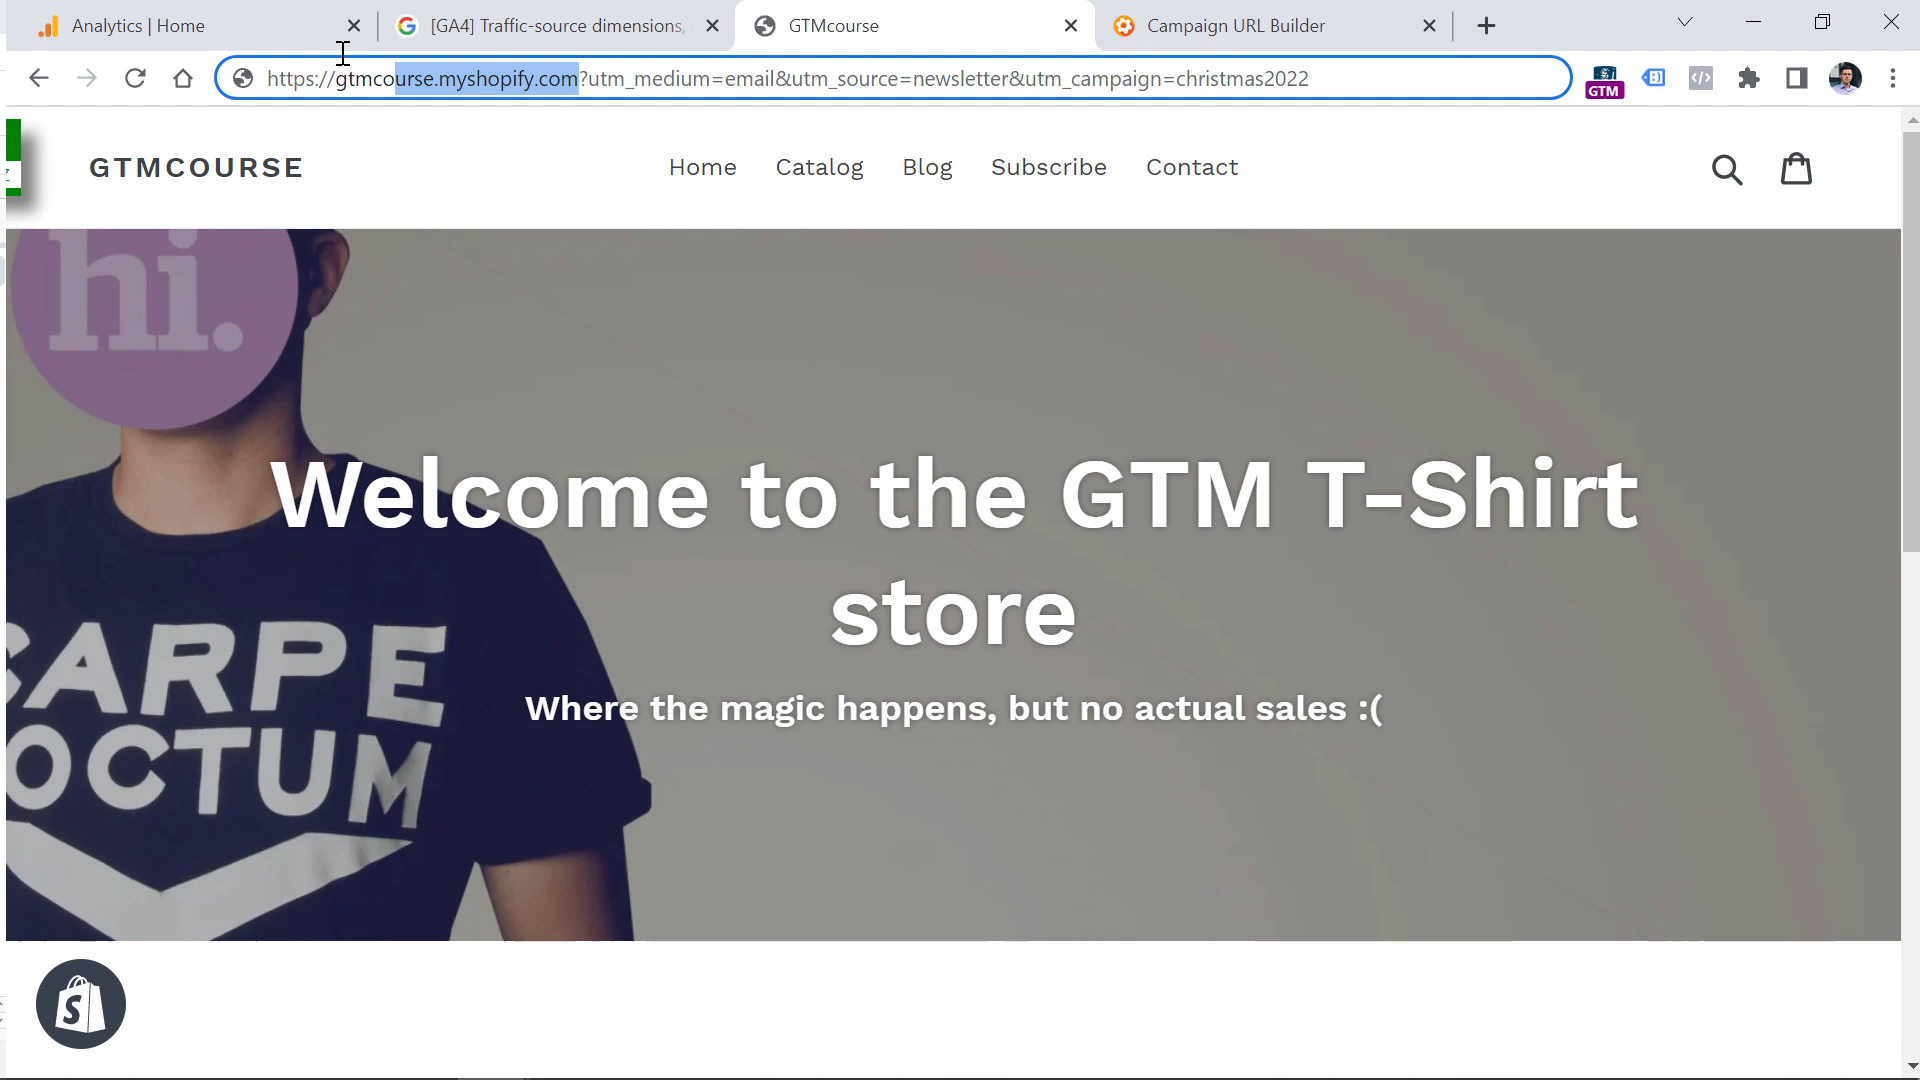 Analytics | Home
[GA4] Traffic-source dimensions,
GTMcourse
Campaign URL Builder
https://gtmcourse.myshopify.com?utm_medium=email&utm_source=newsletter&utm_campaign=christmas2022
GTM
GTMCOURSE
Home
Catalog
Blog
Subscribe
Contact
hi.
Welcome to the GTM T-Shirt
store
Where the magic happens, but no actual sales :(
CARPE
OCTUM